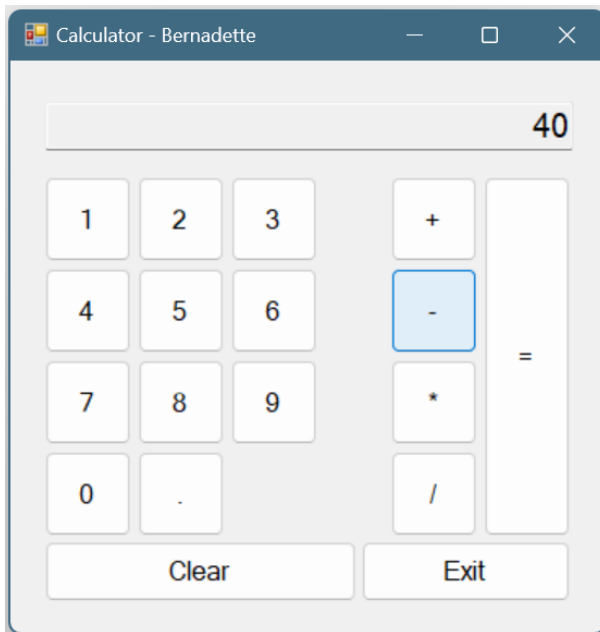 Calculator - Bernadette
40
1 2 3 +
4 5 6 -
=
7 8 9 *
0 . /
Clear Exit